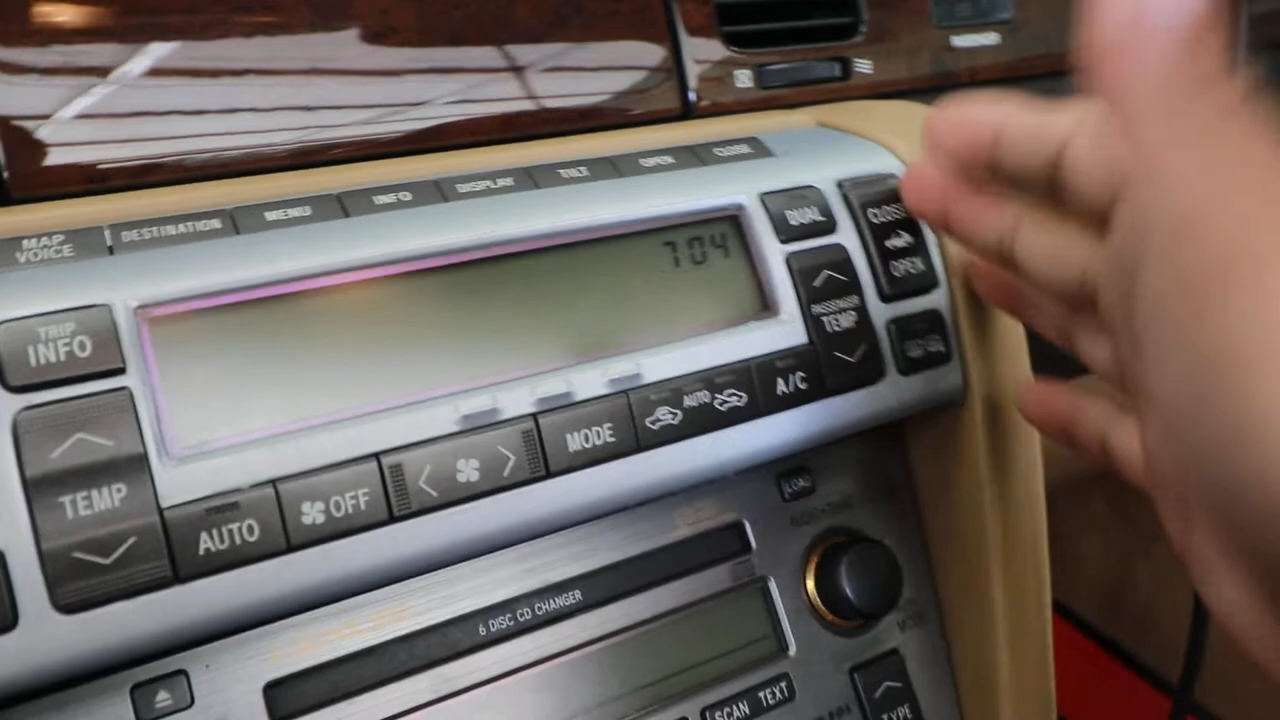 MAP VOICE
DESTINATION
MENU
INFO
DISPLAY
TILT
OPEN
CLOSE
704
DUAL
CLOSE
OPEN
PASSENGER
TEMP
TRIP
INFO
TEMP
AUTO
OFF
MODE
AUTO
A/C
LOAD
6 DISC CD CHANGER
SCAN TEXT
TYPE